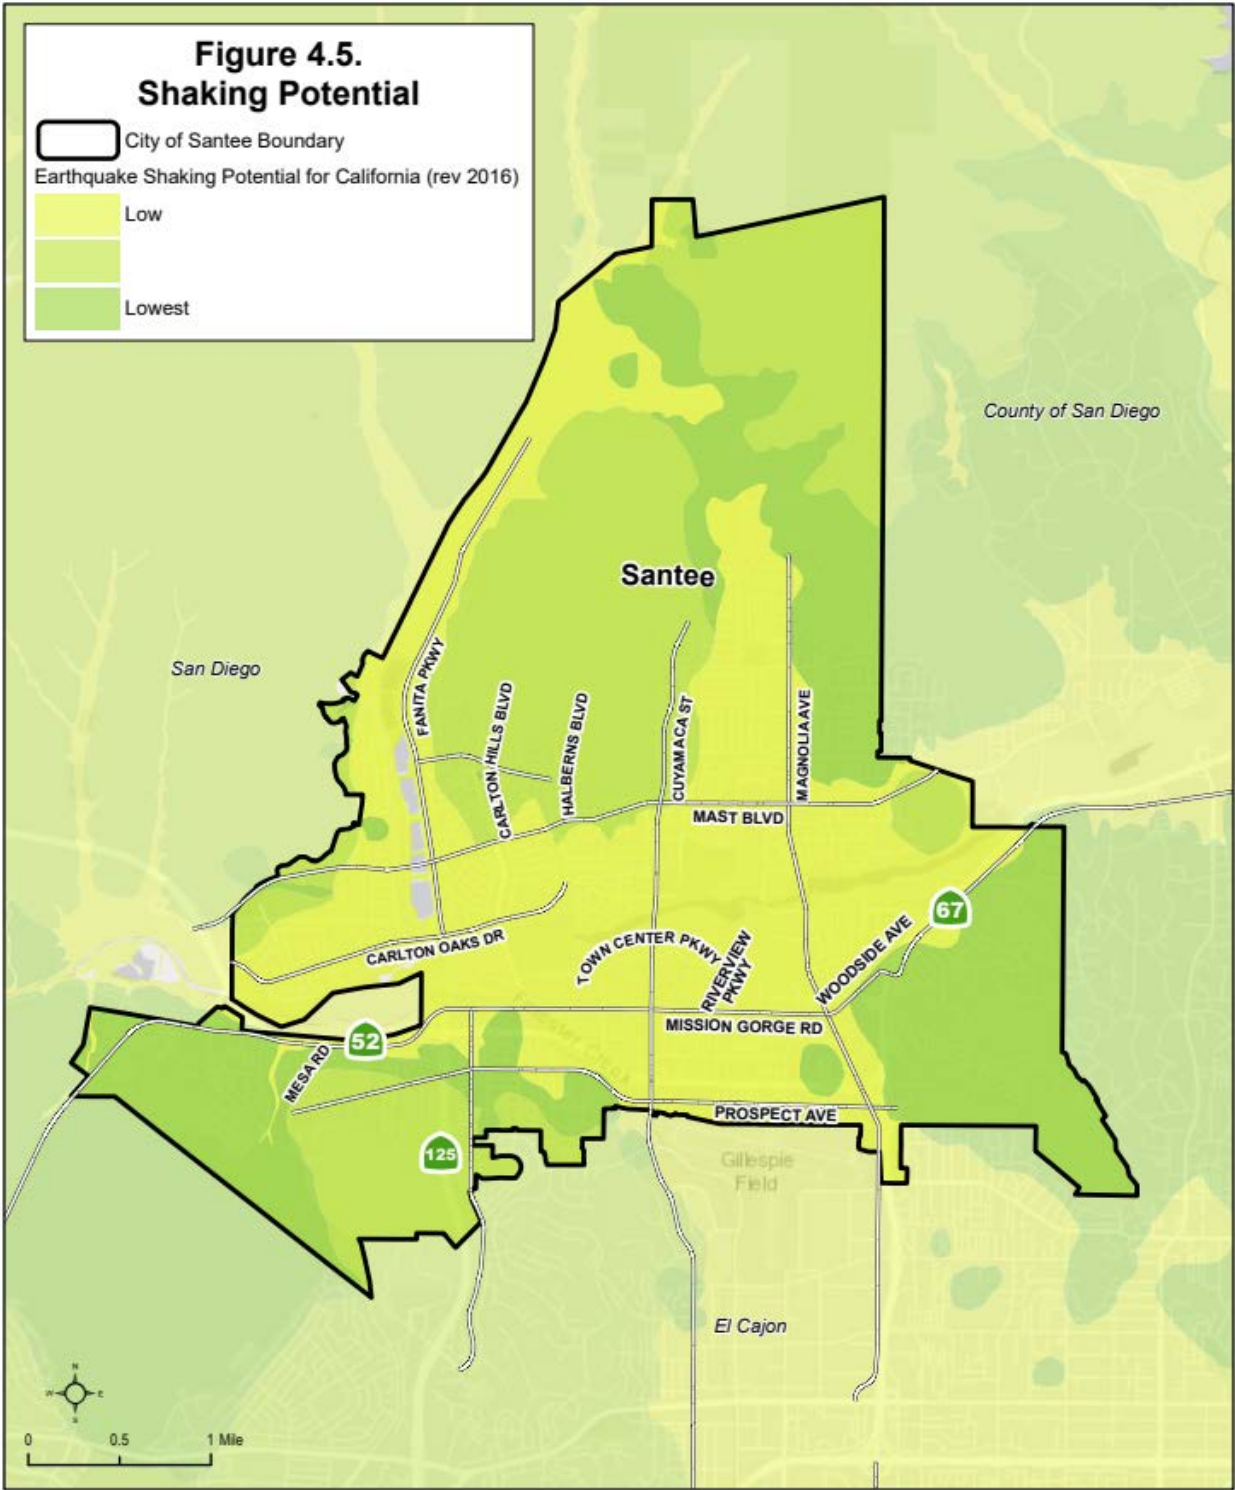 Figure 4.5.
Shaking Potential
City of Santee Boundary
Earthquake Shaking Potential for California (rev 2016)
Low
Lowest
County of San Diego
Santee
San Diego
FANITA PKWY
CARLTON HILLS BLVD
HALBERNS BLVD
CUYAMACA ST
MAGNOLIA AVE
MAST BLVD
67
CARLTON OAKS DR
TOWN CENTER PKWY
RIVERVIEW
PKWY
WOODSIDE AVE
MISSION GORGE RD
52
MESA RD
PROSPECT AVE
125
Gillespie
Field
El Cajon
N
W
E
S
0
0.5
1 Mile